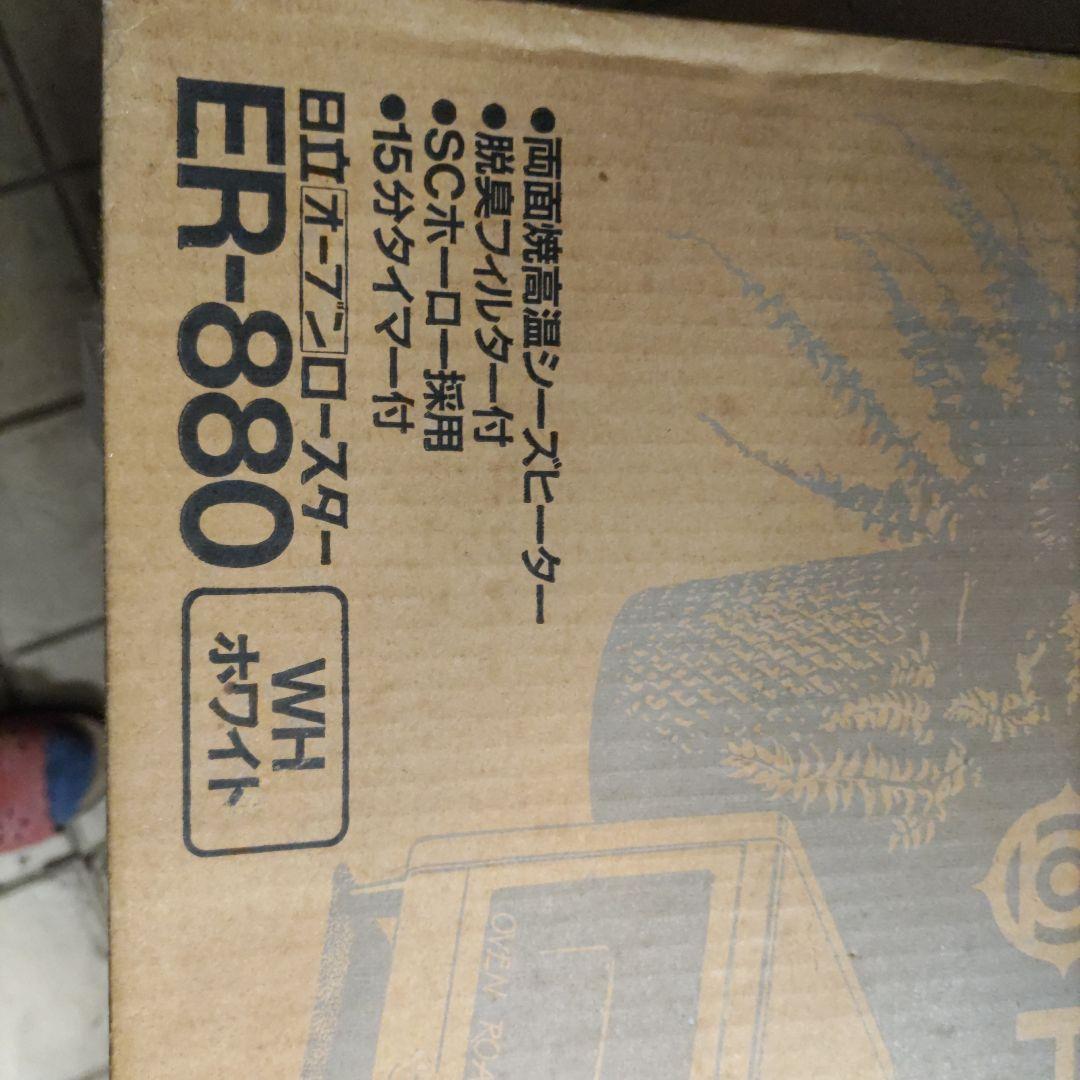 ●両面焼高温シーズヒーター
●脱臭フィルター付
●SCホーロー採用
●15分タイマー付
日立オーブンロースター
ER-880
WH
ホワイト
OVEN ROA